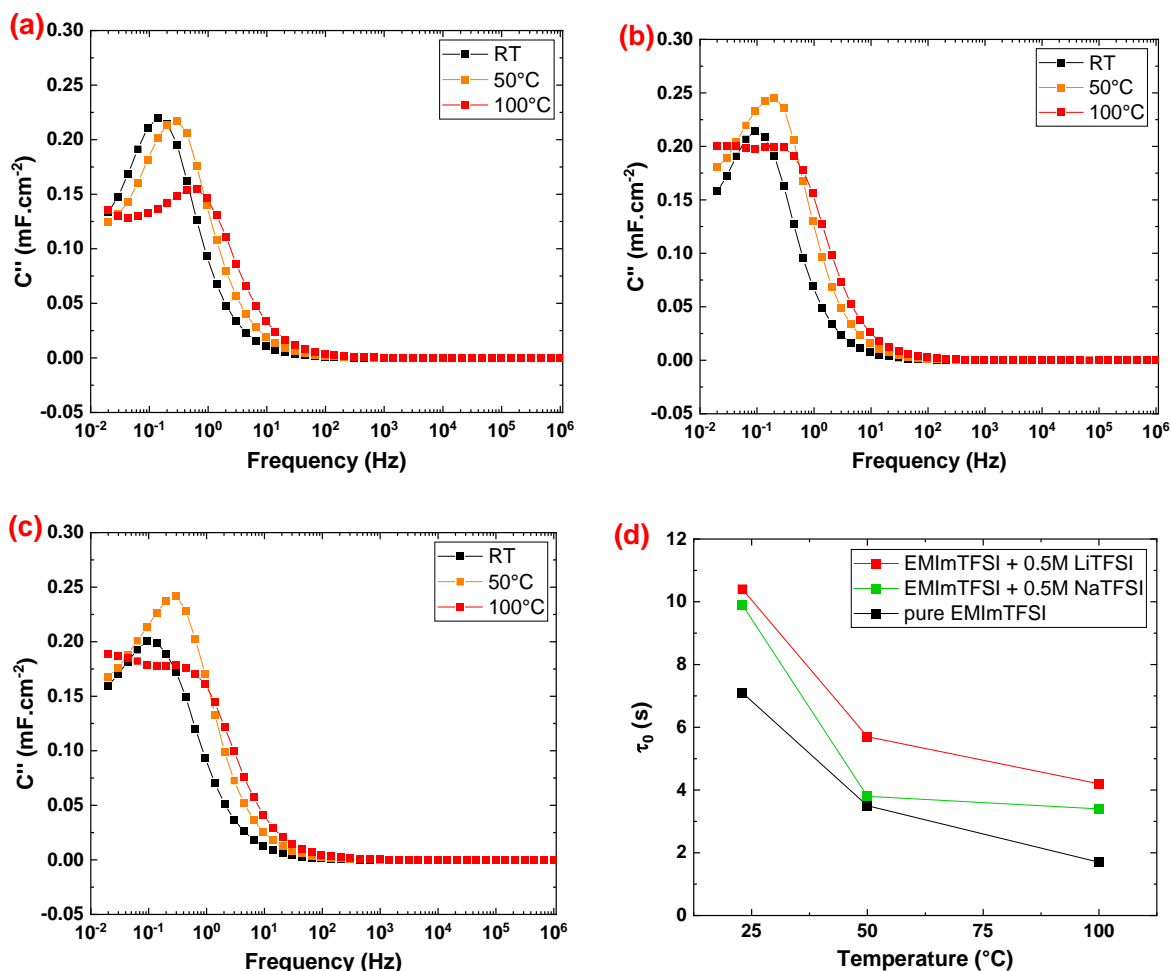 (a)
0.30
0.25
0.20
0.15
0.10
0.05
0.00
-0.05
C'' (mF.cm-2)
RT
50°C
100°C
10-2 10-1 100 101 102 103 104 105 106
Frequency (Hz)
(b)
0.30
0.25
0.20
0.15
0.10
0.05
0.00
-0.05
C'' (mF.cm-2)
RT
50°C
100°C
10-2 10-1 100 101 102 103 104 105 106
Frequency (Hz)
(c)
0.30
0.25
0.20
0.15
0.10
0.05
0.00
-0.05
C'' (mF.cm-2)
RT
50°C
100°C
10-2 10-1 100 101 102 103 104 105 106
Frequency (Hz)
(d)
12
10
8
6
4
2
0
τ0 (s)
EMImTFSI + 0.5M LiTFSI
EMImTFSI + 0.5M NaTFSI
pure EMImTFSI
25 50 75 100
Temperature (°C)